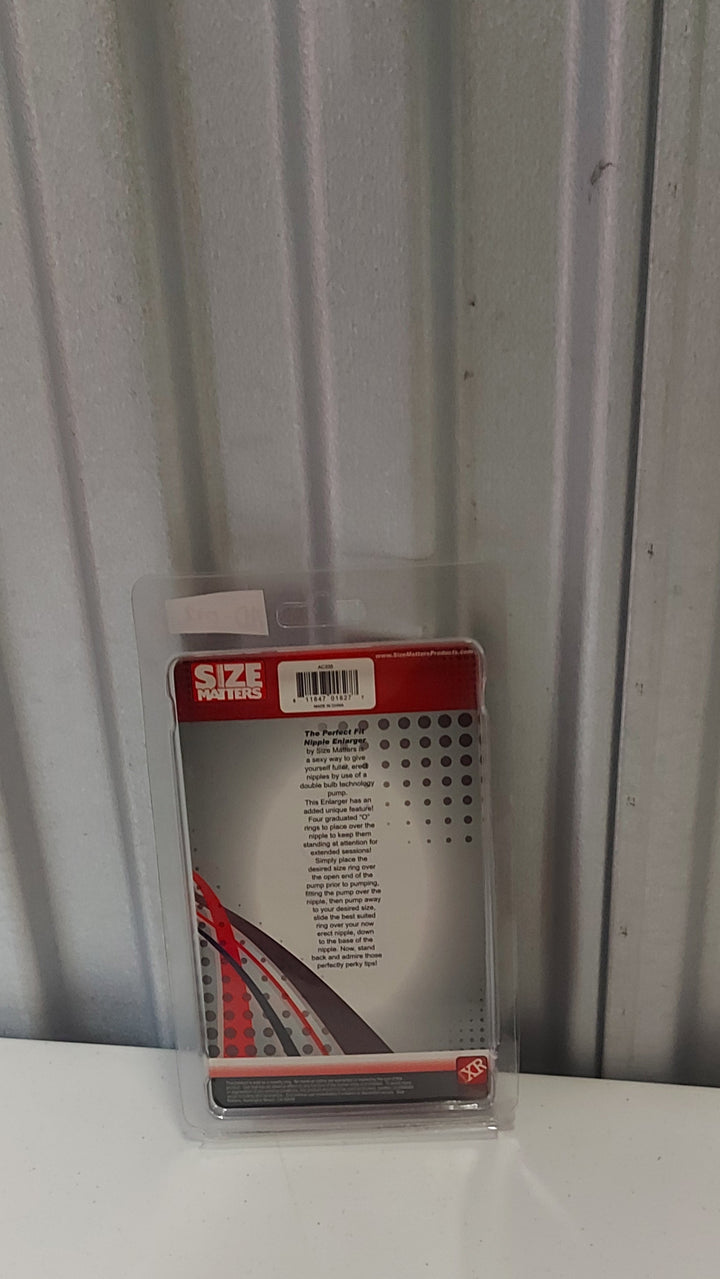 SIZE
MATTERS
www.SizeMattersProducts.com
MADE IN CHINA
The Perfect Fit
Nipple Enlarger
by Size Matters is
a sexy way to give
yourself fuller, erect
nipples by use of a
double bulb technology
pump.
This Enlarger has an
added unique feature!
Four graduated "O"
rings to place over the
nipple to keep them
standing at attention for
extended sessions!
Simply place the
desired size ring over
the open end of the
pump prior to pumping,
fitting the pump over the
nipple, then pump away
to your desired size,
slide the best suited
ring over your now
erect nipple, down
to the base of the
nipple. Now, stand
back and admire those
perfectly perky tips!
XR